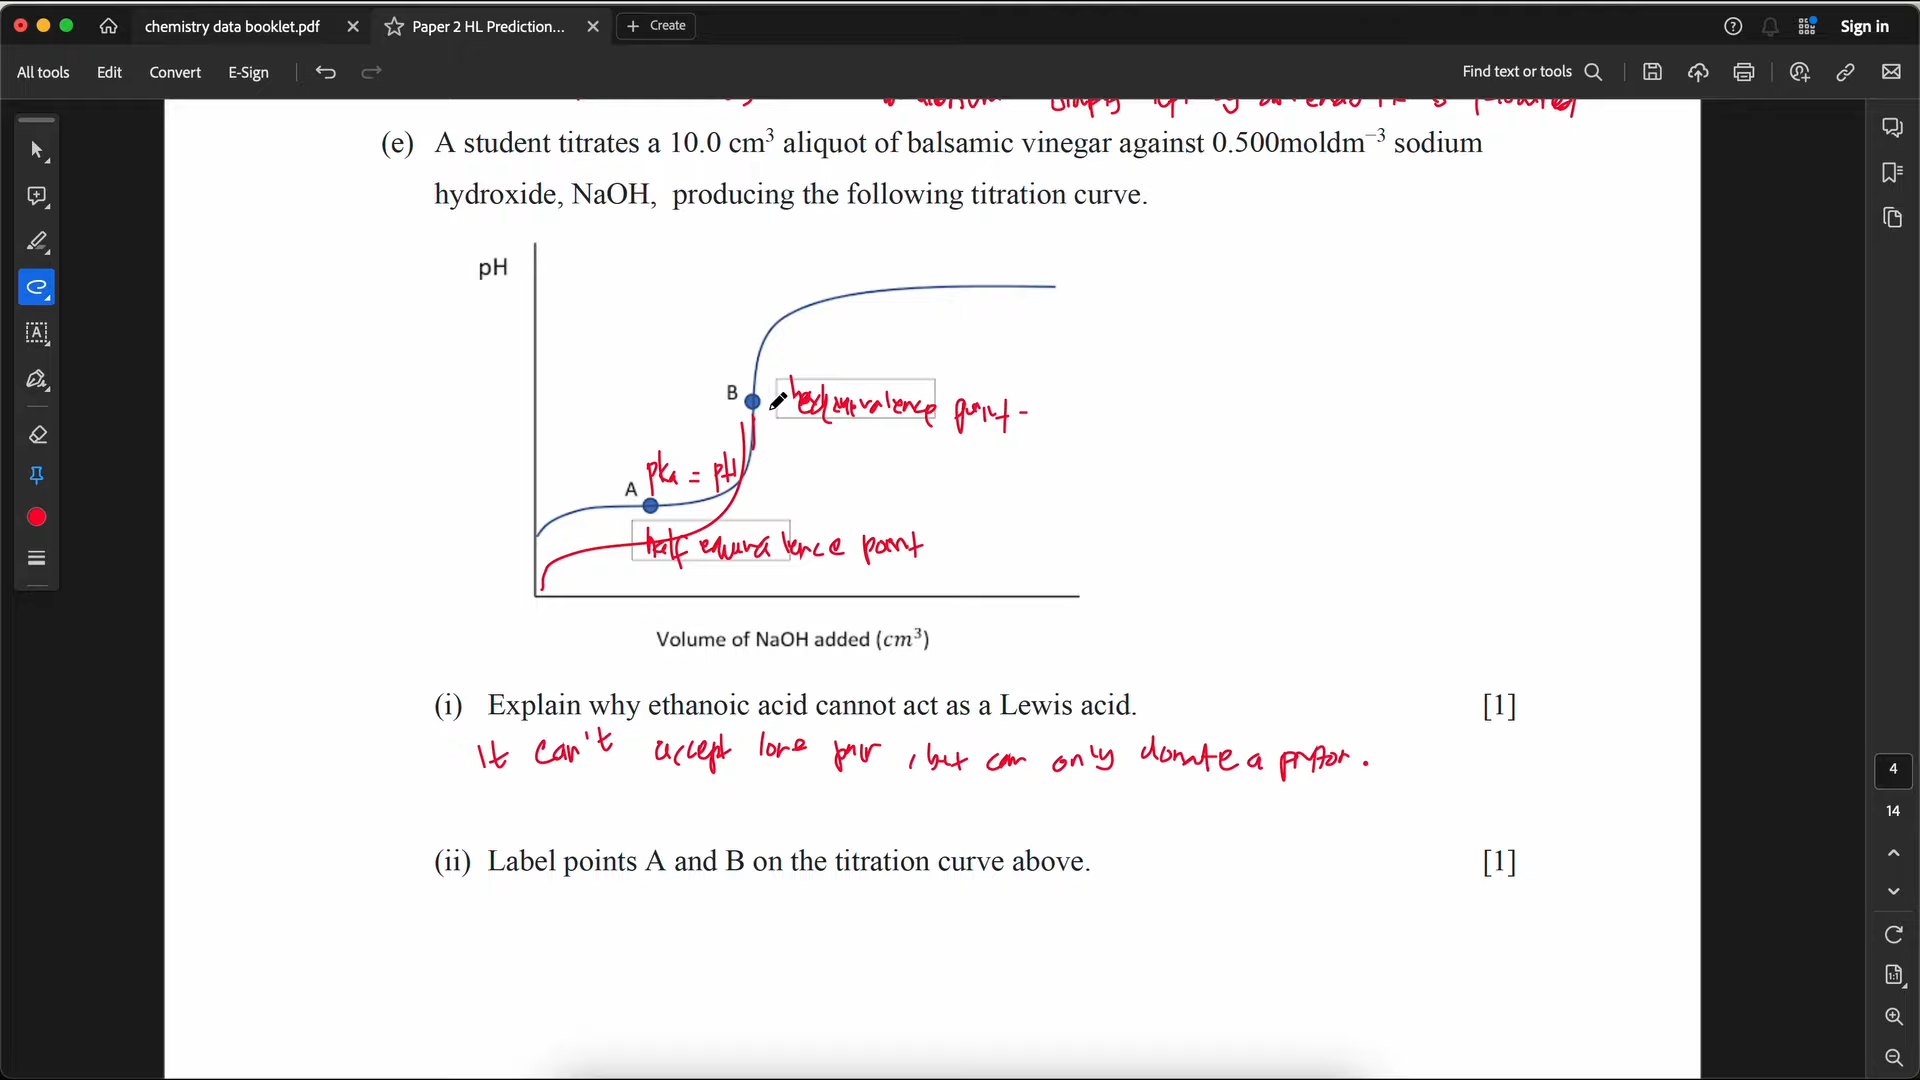 chemistry data booklet.pdf
Paper 2 HL Prediction...
Create
Sign in
All tools Edit Convert E-Sign
Find text or tools
(e) A student titrates a 10.0 cm³ aliquot of balsamic vinegar against 0.500moldm⁻³ sodium
hydroxide, NaOH, producing the following titration curve.
pH
B
equivalence point -
pKa = pH
A
half equivalence point
Volume of NaOH added (cm³)
(i) Explain why ethanoic acid cannot act as a Lewis acid. [1]
It can't accept lone pair, but can only donate a proton.
(ii) Label points A and B on the titration curve above. [1]
4
14